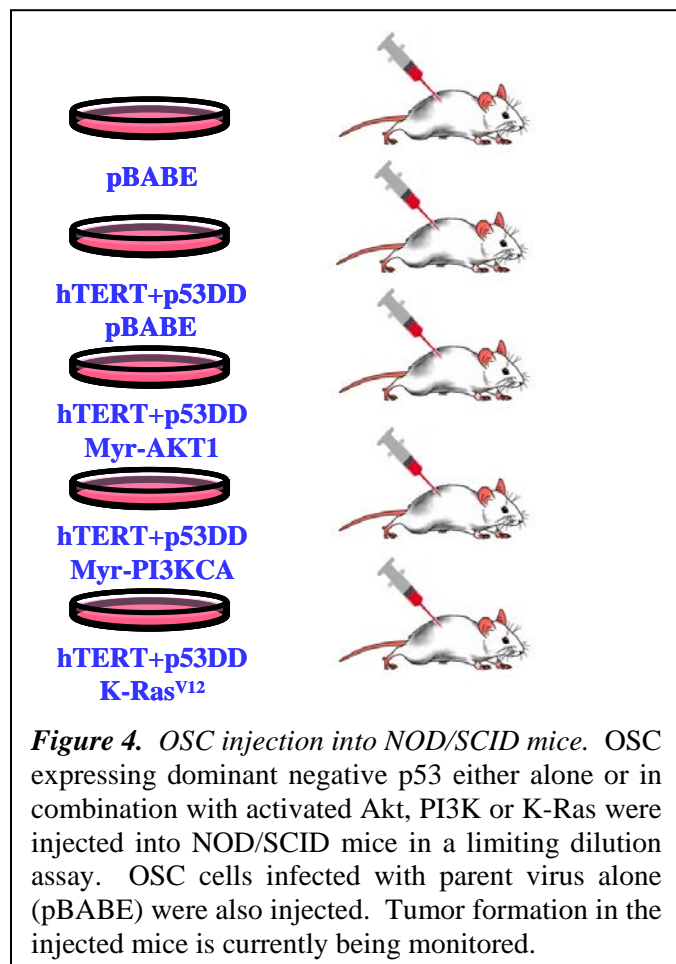 pBABE
hTERT+p53DD
pBABE
hTERT+p53DD
Myr-AKT1
hTERT+p53DD
Myr-PI3KCA
hTERT+p53DD
K-Rasⱽ¹²
Figure 4. OSC injection into NOD/SCID mice. OSC
expressing dominant negative p53 either alone or in
combination with activated Akt, PI3K or K-Ras were
injected into NOD/SCID mice in a limiting dilution
assay. OSC cells infected with parent virus alone
(pBABE) were also injected. Tumor formation in the
injected mice is currently being monitored.